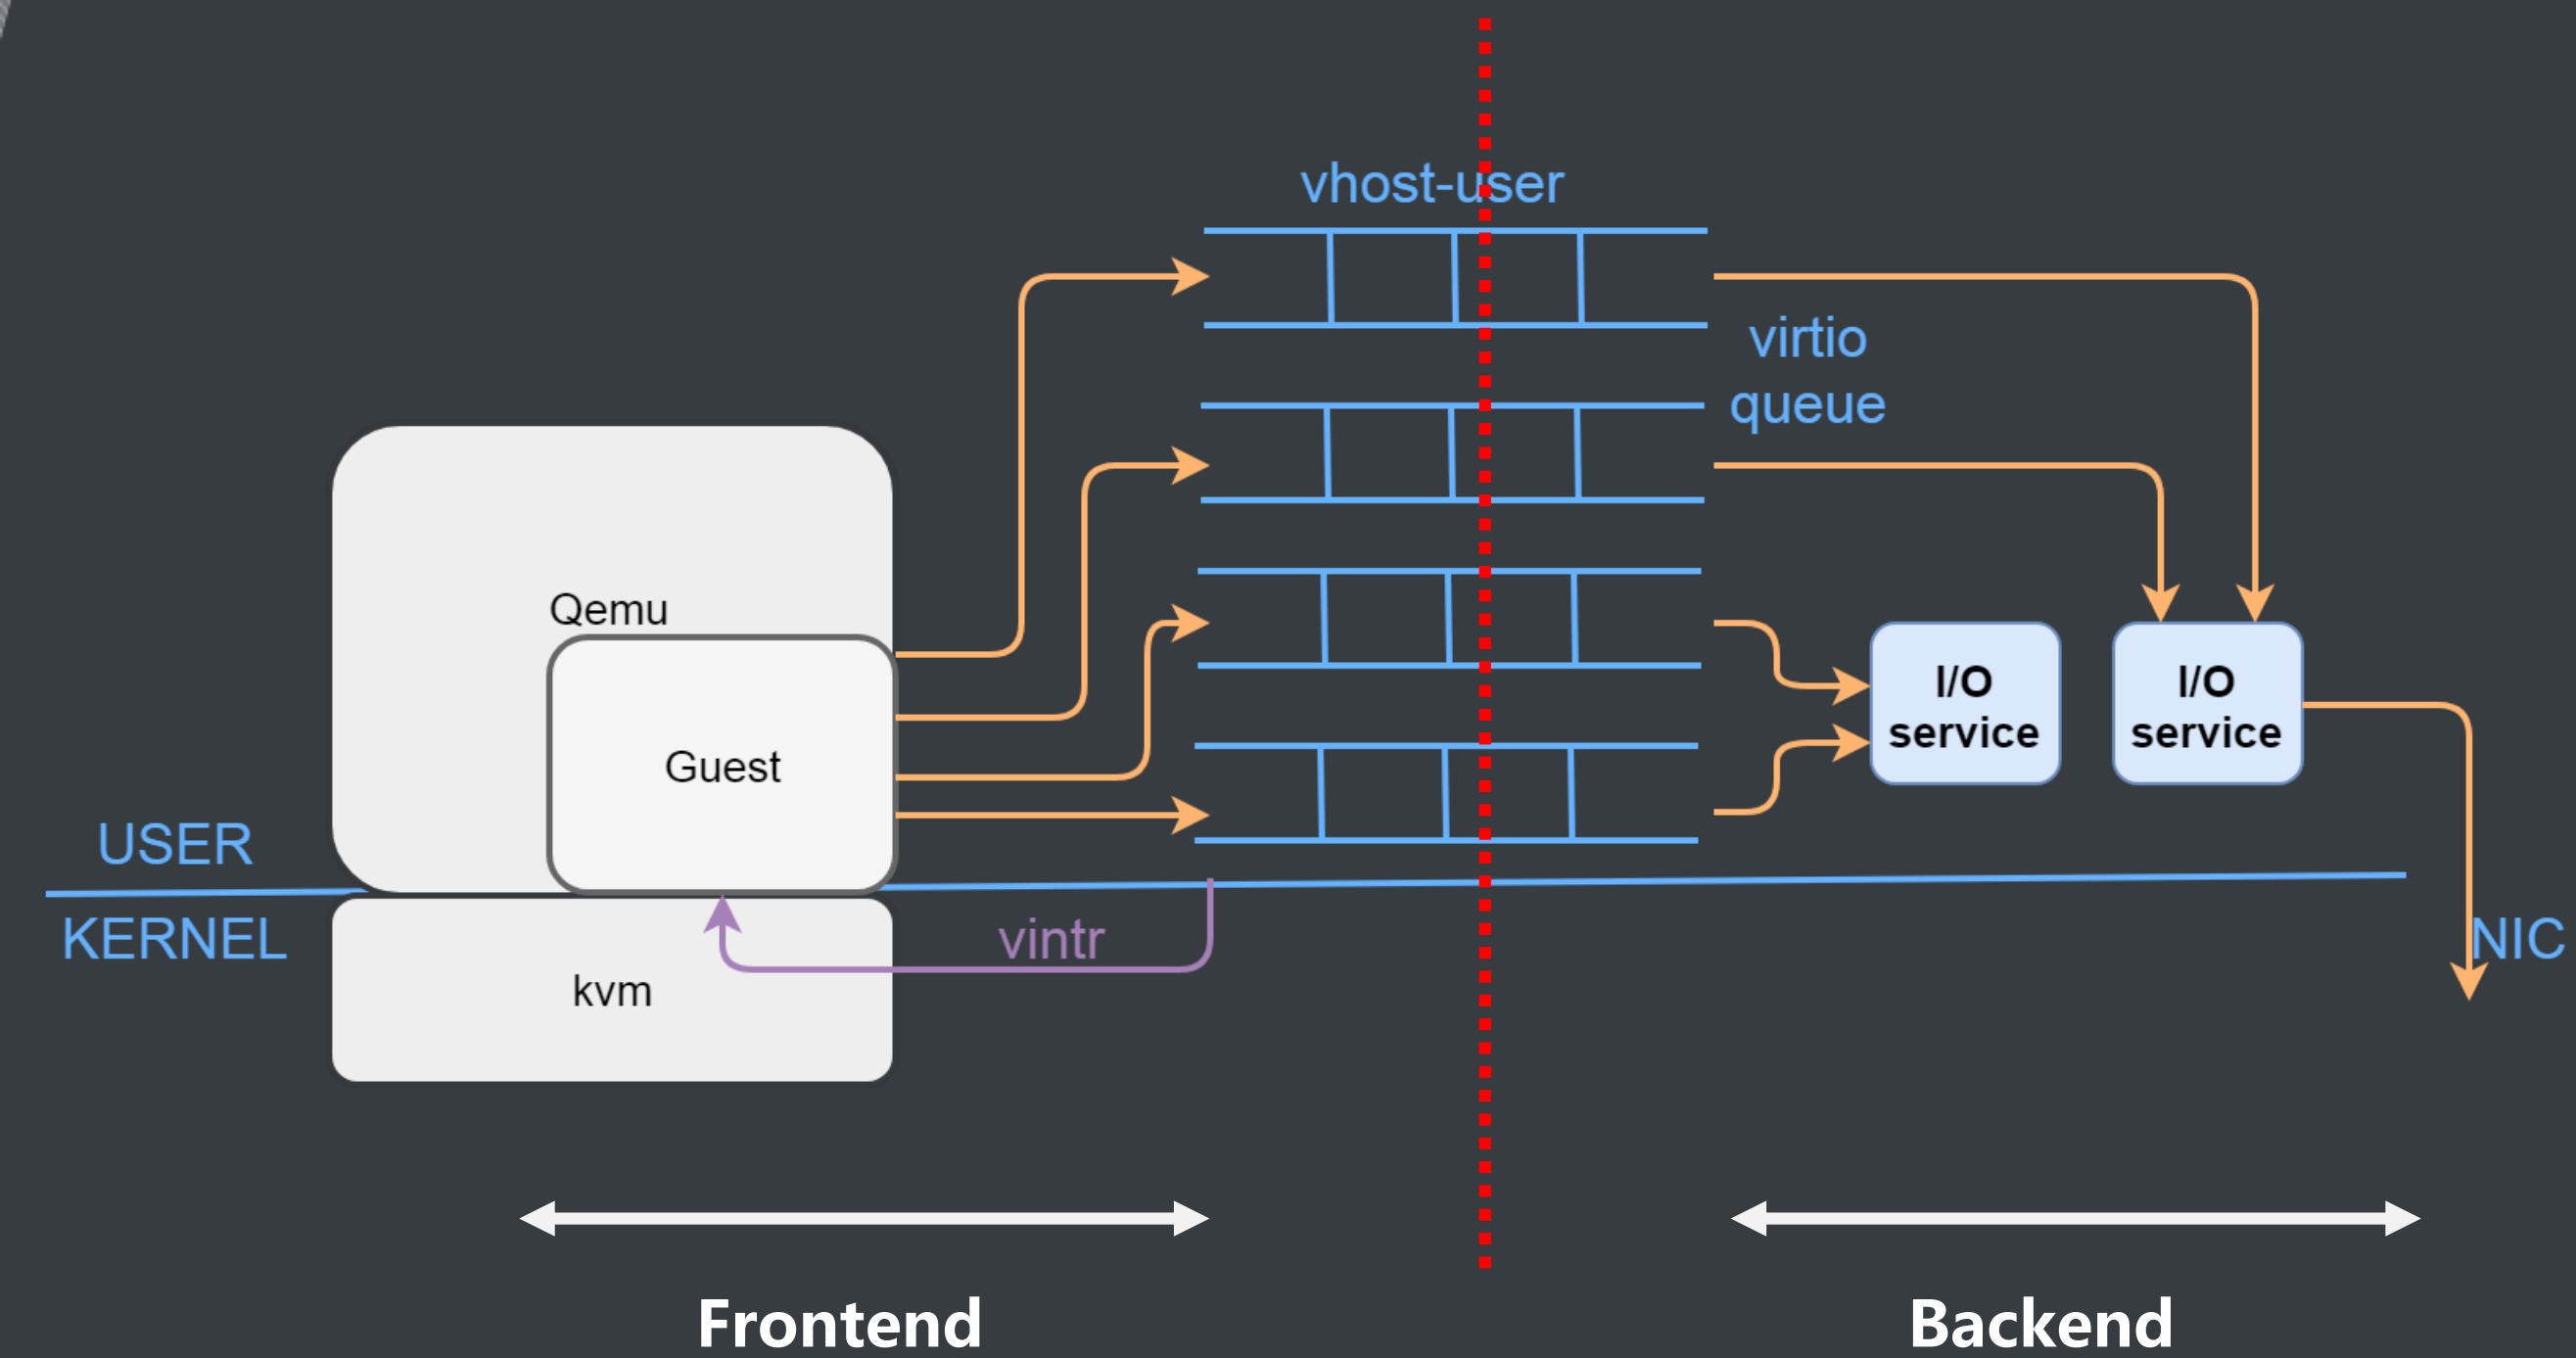 vhost-user
virtio
queue
Qemu
Guest
I/O
service
I/O
service
USER
KERNEL
vintr
NIC
kvm
Frontend
Backend